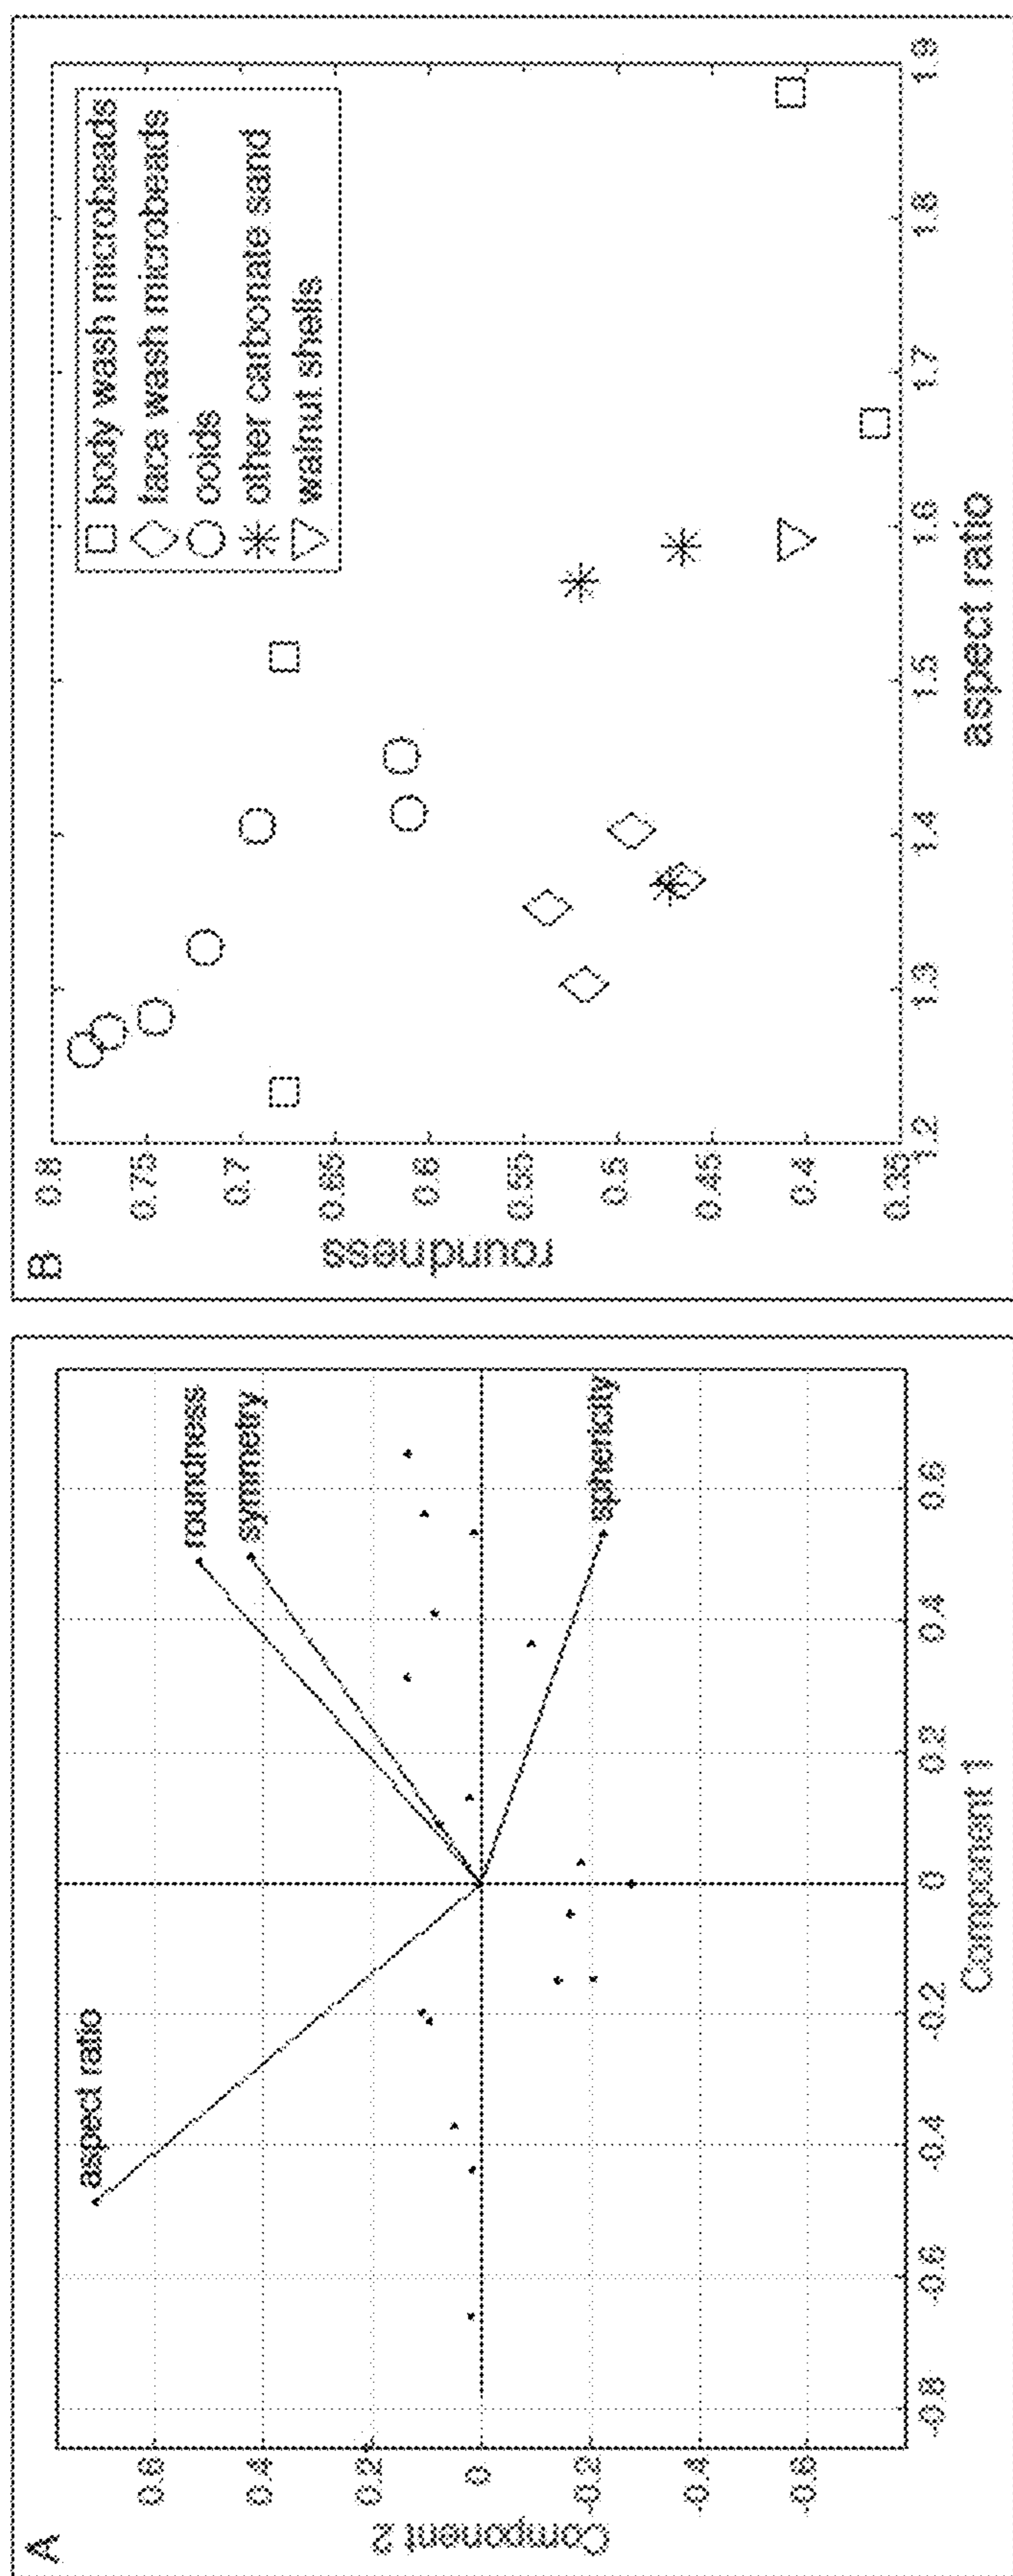 A
Component 2
0.6
0.4
0.2
0
-0.2
-0.4
-0.6
-0.8
-0.6
-0.4
-0.2
0
0.2
0.4
0.6
Component 1
aspect ratio
roundness
symmetry
sphericity
B
roundness
0.8
0.75
0.7
0.65
0.6
0.55
0.5
0.45
0.4
0.35
1.2
1.3
1.4
1.5
1.6
1.7
1.8
1.9
aspect ratio
body wash microbeads
face wash microbeads
ooids
other carbonate sand
walnut shells